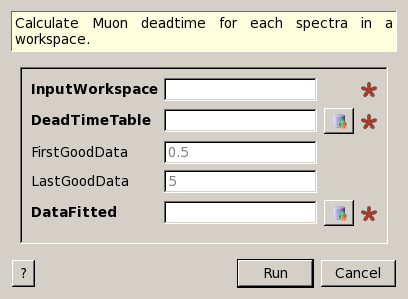 Calculate Muon deadtime for each spectra in a
workspace.
InputWorkspace
DeadTimeTable
FirstGoodData 0.5
LastGoodData 5
DataFitted
? Run Cancel